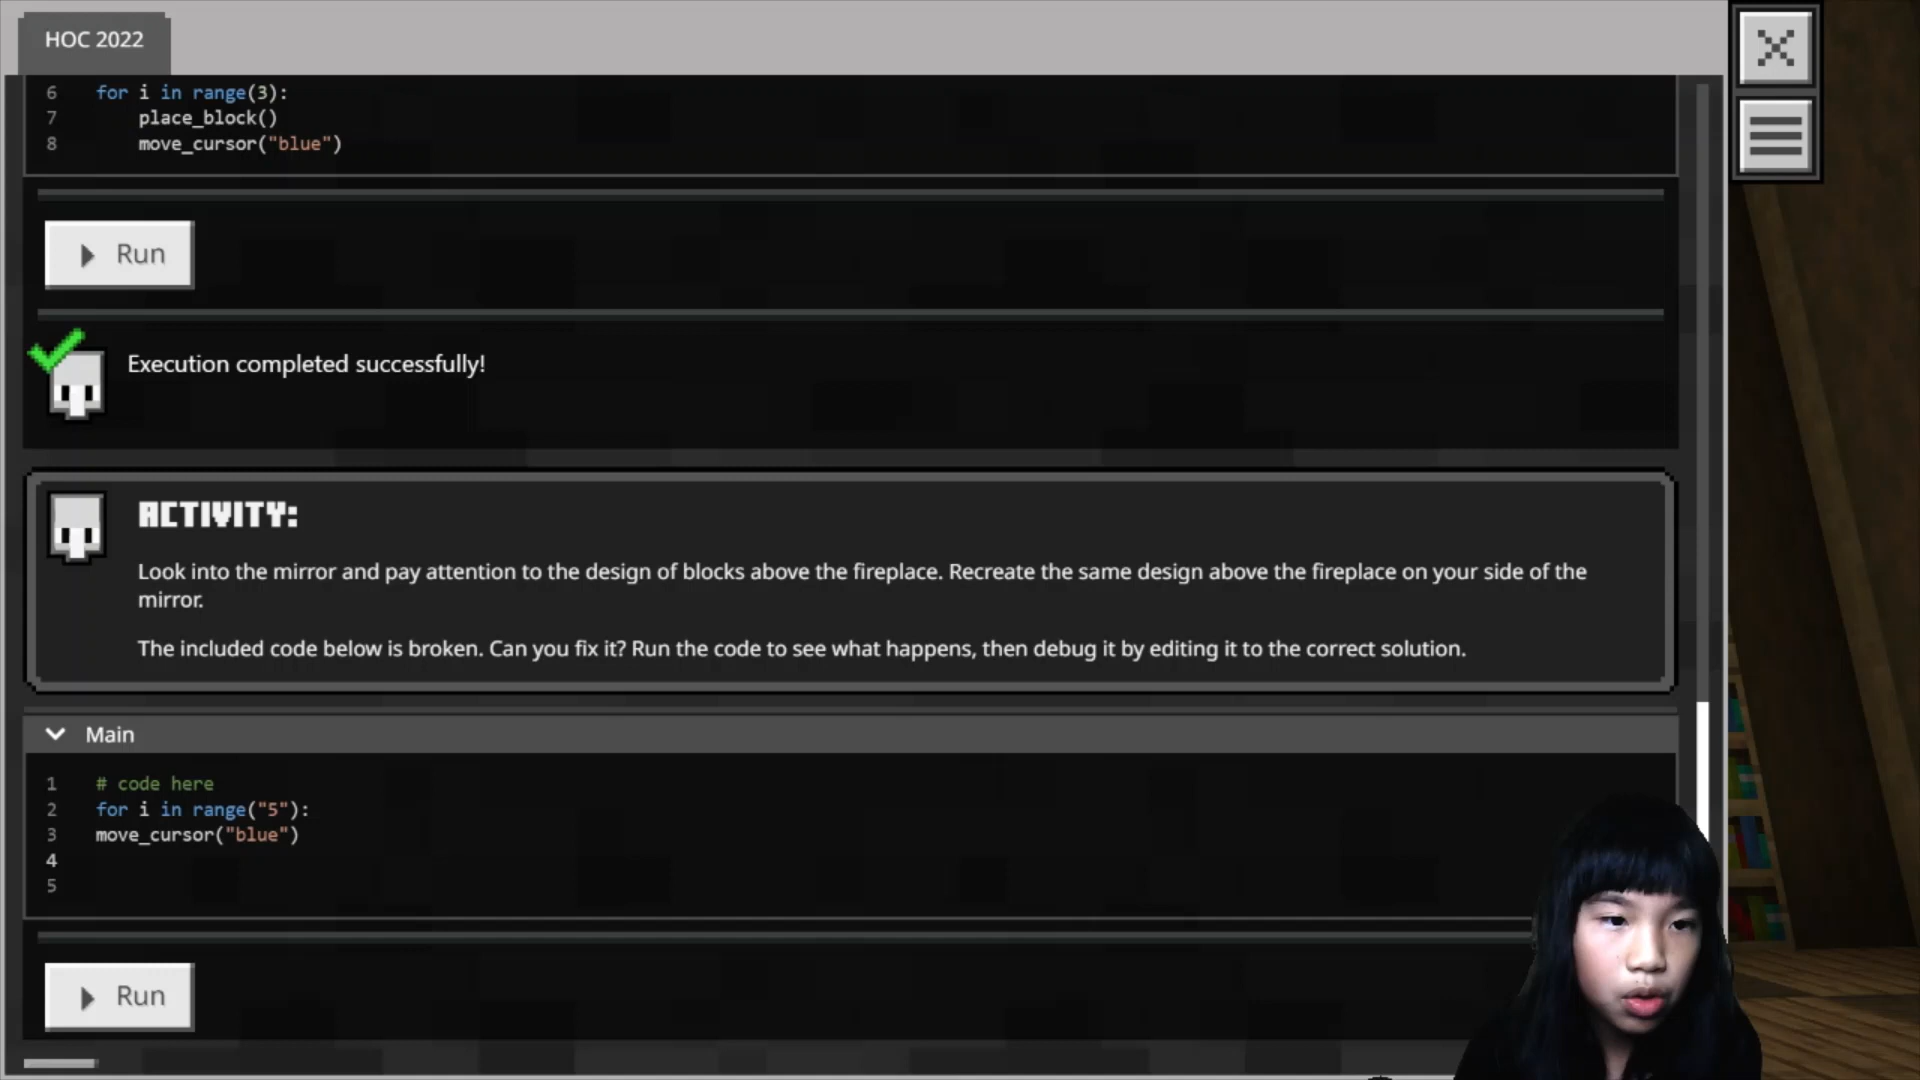 HOC 2022
6 for i in range(3):
7 place_block()
8 move_cursor("blue")
Run
Execution completed successfully!
ACTIVITY:
Look into the mirror and pay attention to the design of blocks above the fireplace. Recreate the same design above the fireplace on your side of the
mirror.
The included code below is broken. Can you fix it? Run the code to see what happens, then debug it by editing it to the correct solution.
Main
1 # code here
2 for i in range("5"):
3 move_cursor("blue")
4
5
Run